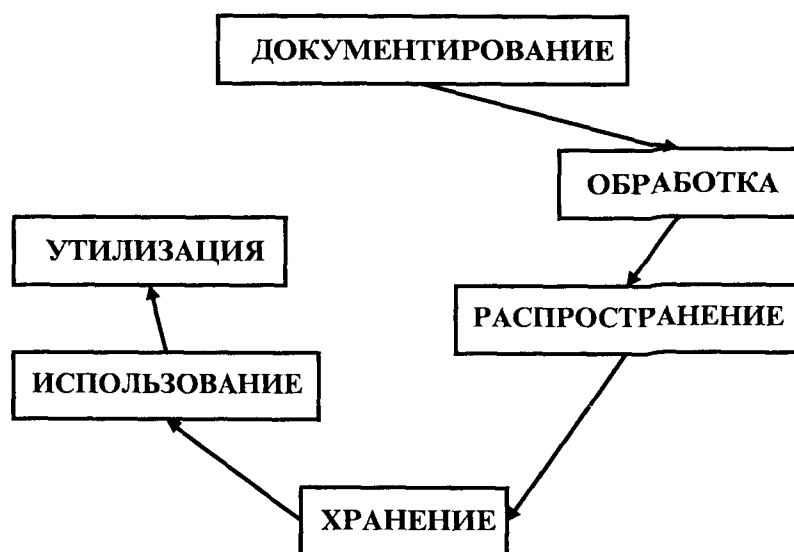 ДОКУМЕНТИРОВАНИЕ
ОБРАБОТКА
РАСПРОСТРАНЕНИЕ
ХРАНЕНИЕ
ИСПОЛЬЗОВАНИЕ
УТИЛИЗАЦИЯ